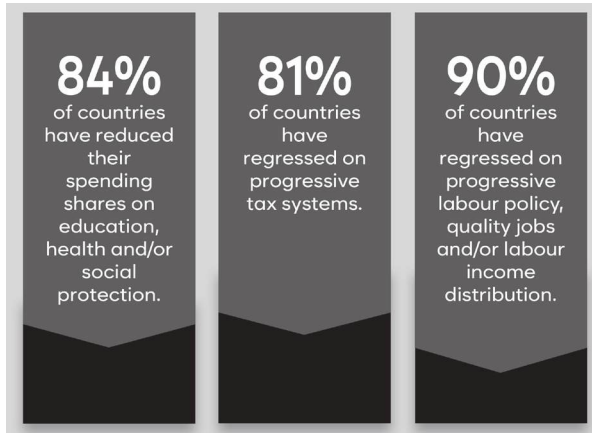 84%
of countries
have reduced
their
spending
shares on
education,
health and/or
social
protection.
81%
of countries
have
regressed on
progressive
tax systems.
90%
of countries
have
regressed on
progressive
labour policy,
quality jobs
and/or labour
income
distribution.